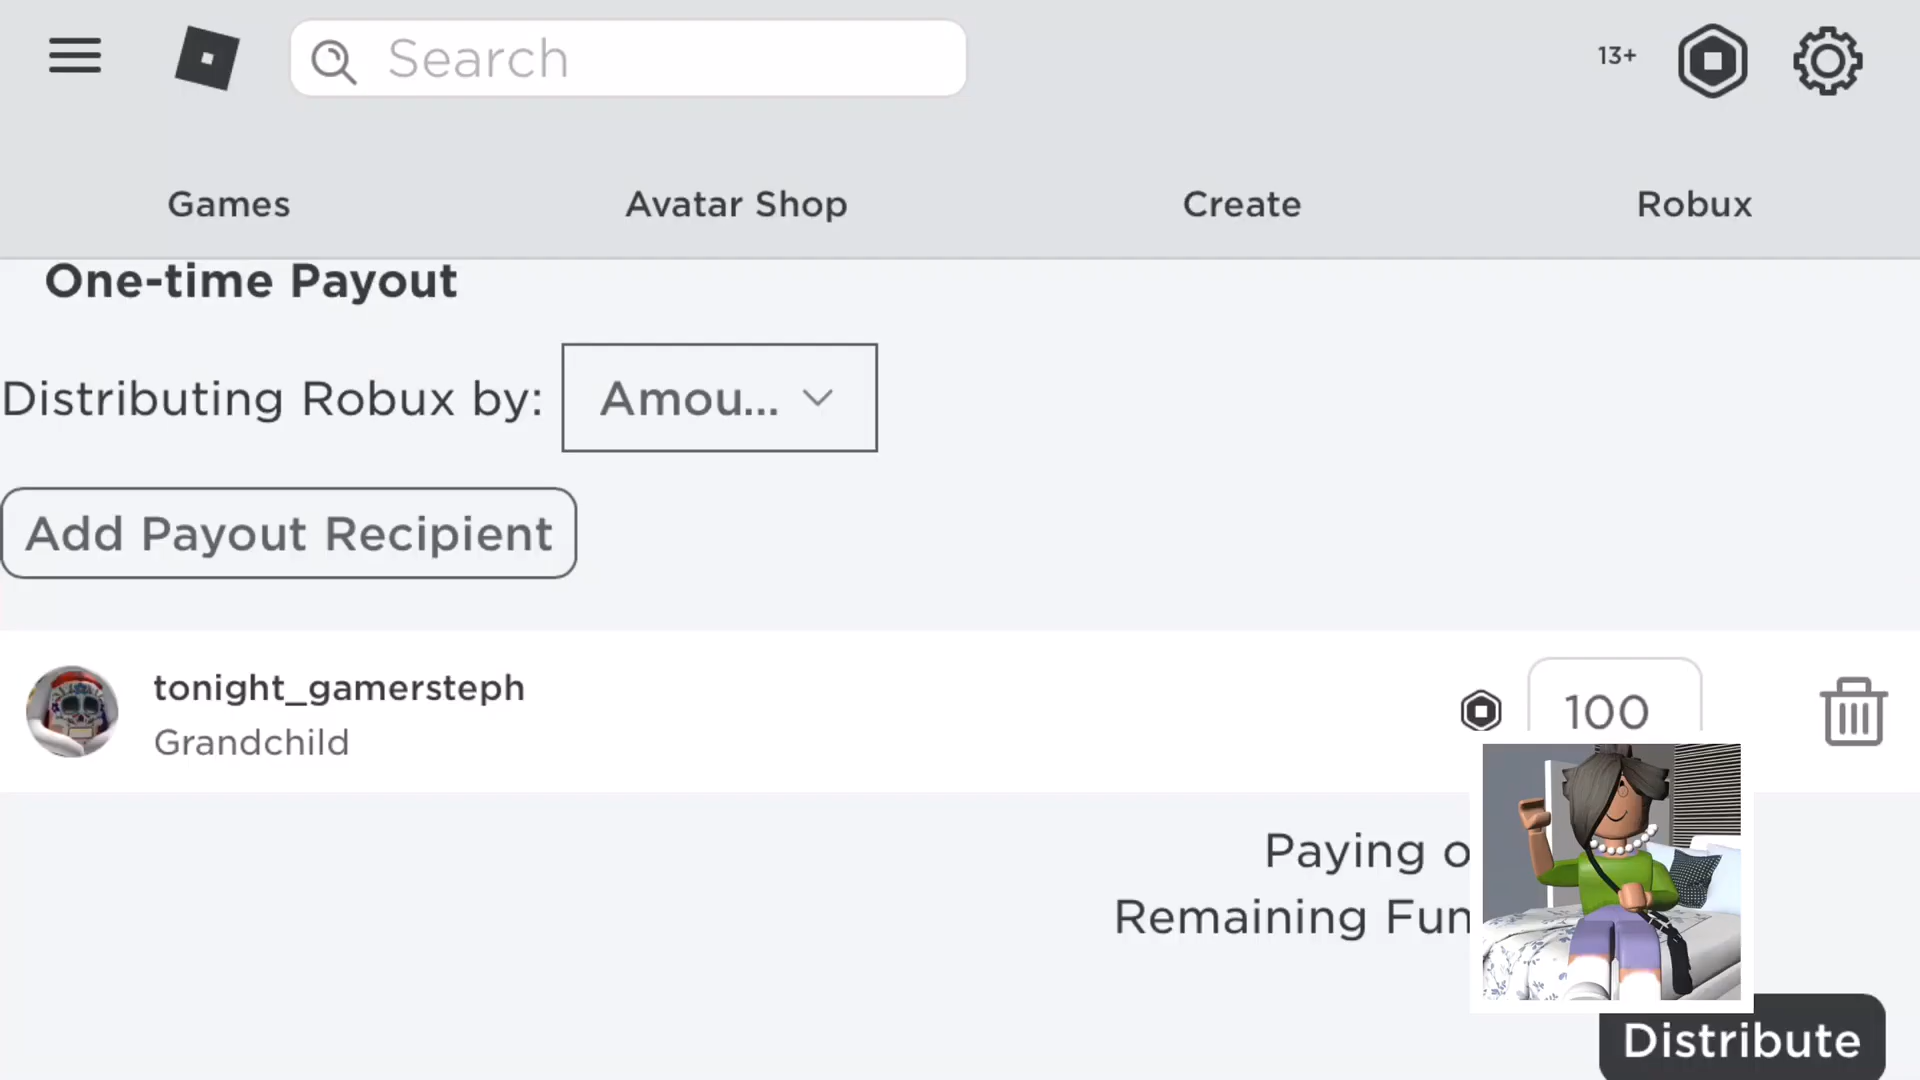 Search
13+
Games Avatar Shop Create Robux
One-time Payout
Distributing Robux by: Amou...
Add Payout Recipient
tonight_gamersteph
Grandchild
100
Paying
Remaining
Distribute